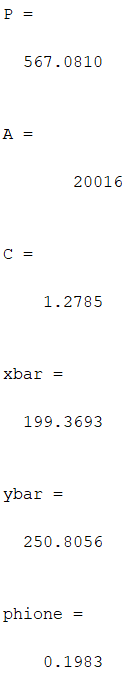 P =
567.0810
A =
20016
C =
1.2785
xbar =
199.3693
ybar =
250.8056
phione =
0.1983